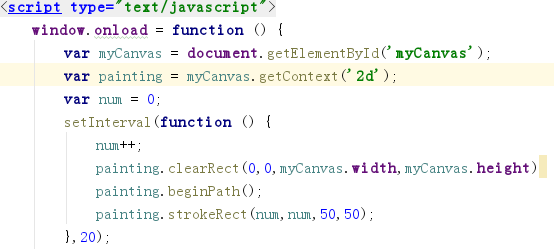 <script type="text/javascript">
window.onload = function () {
var myCanvas = document.getElementById('myCanvas');
var painting = myCanvas.getContext('2d');
var num = 0;
setInterval(function () {
num++;
painting.clearRect(0,0,myCanvas.width,myCanvas.height)
painting.beginPath();
painting.strokeRect(num,num,50,50);
},20);